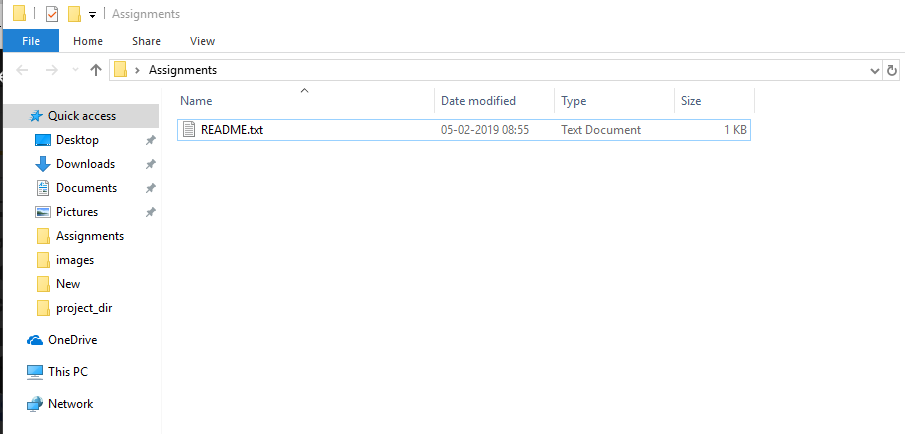 Assignments
File Home Share View
Assignments
Name Date modified Type Size
README.txt 05-02-2019 08:55 Text Document 1 KB
Quick access
Desktop
Downloads
Documents
Pictures
Assignments
images
New
project_dir
OneDrive
This PC
Network